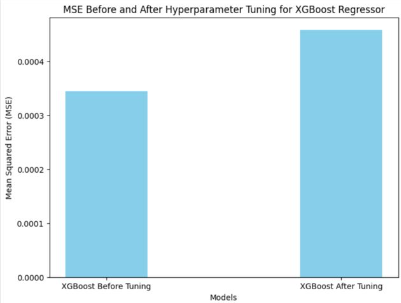 MSE Before and After Hyperparameter Tuning for XGBoost Regressor
Mean Squared Error (MSE)
0.0004
0.0003
0.0002
0.0001
0.0000
XGBoost Before Tuning XGBoost After Tuning
Models